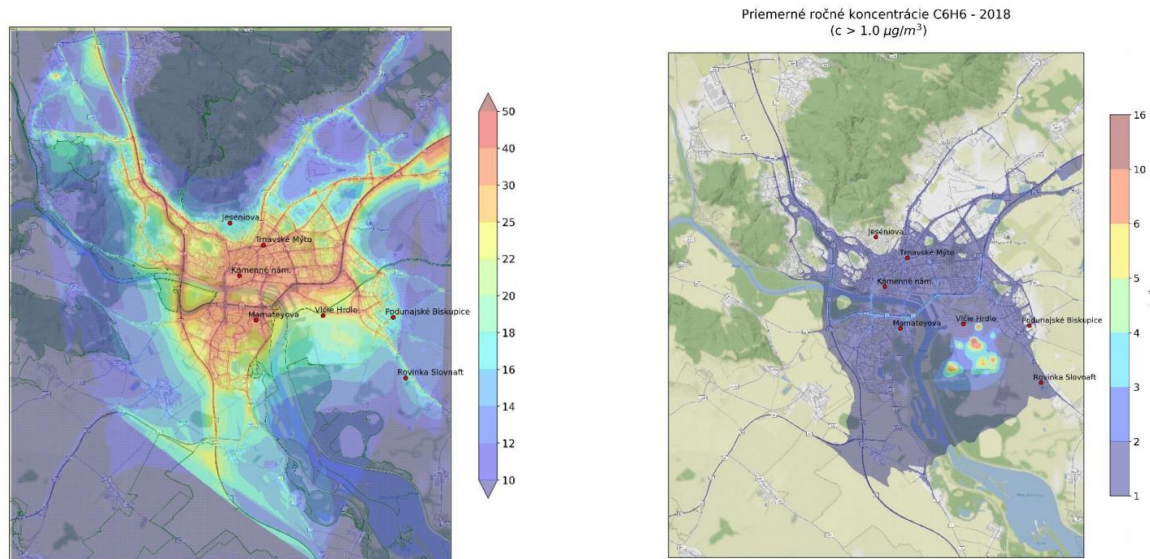 50
40
30
25
22
20
18
16
14
12
10
Jeséniova
Trnavské Mýto
Kamenné nám.
Mamateyova
Vlčie Hrdlo
Podunajské Biskupice
Rovinka Slovnaft
Priemerné ročné koncentrácie C6H6 - 2018
(c > 1.0 μg/m³)
16
10
6
5
4
3
2
1
Jeséniova
Trnavské Mýto
Kamenné nám.
Mamateyova
Vlčie Hrdlo
Podunajské Biskupice
Rovinka Slovnaft